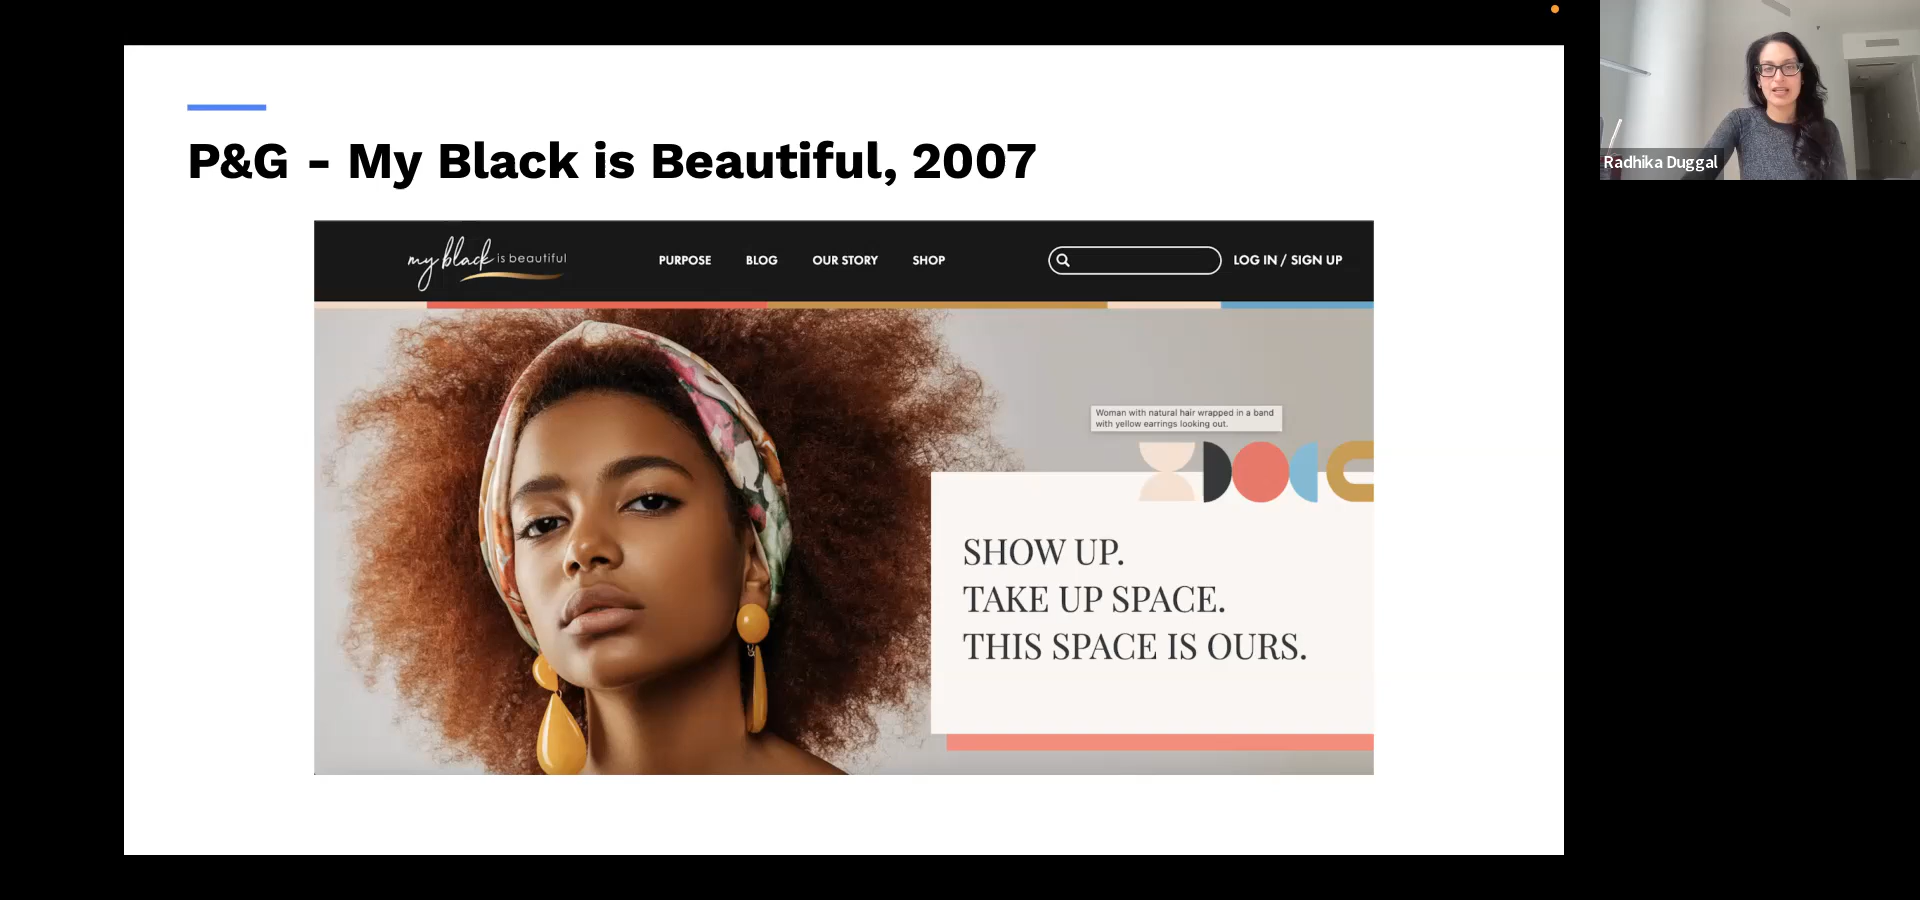 P&G - My Black is Beautiful, 2007
my black is beautiful
PURPOSE
BLOG
OUR STORY
SHOP
LOG IN / SIGN UP
Woman with natural hair wrapped in a band
with yellow earrings looking out.
SHOW UP.
TAKE UP SPACE.
THIS SPACE IS OURS.
Radhika Duggal